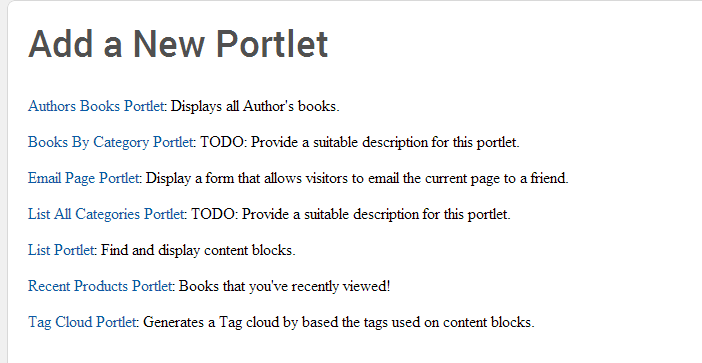 Add a New Portlet
Authors Books Portlet: Displays all Author's books.
Books By Category Portlet: TODO: Provide a suitable description for this portlet.
Email Page Portlet: Display a form that allows visitors to email the current page to a friend.
List All Categories Portlet: TODO: Provide a suitable description for this portlet.
List Portlet: Find and display content blocks.
Recent Products Portlet: Books that you've recently viewed!
Tag Cloud Portlet: Generates a Tag cloud by based the tags used on content blocks.